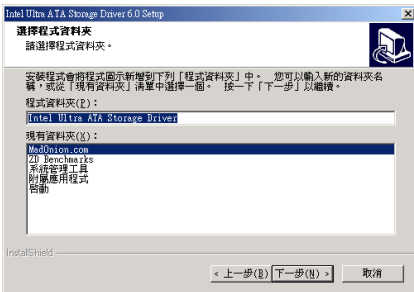 Intel Ultra ATA Storage Driver 6.0 Setup
選擇程式資料夾
請選擇程式資料夾。
安裝程式會將程式圖示新增到下列「程式資料夾」中。 您可以輸入新的資料夾名
稱，或從「現有資料夾」清單中選擇一個。 按一下「下一步」以繼續。
程式資料夾(P)：
Intel Ultra ATA Storage Driver
現有資料夾(X)：
MadOnion.com
ZD Benchmarks
系統管理工具
附屬應用程式
啓動
InstallShield
< 上一步(B) 下一步(N) > 取消